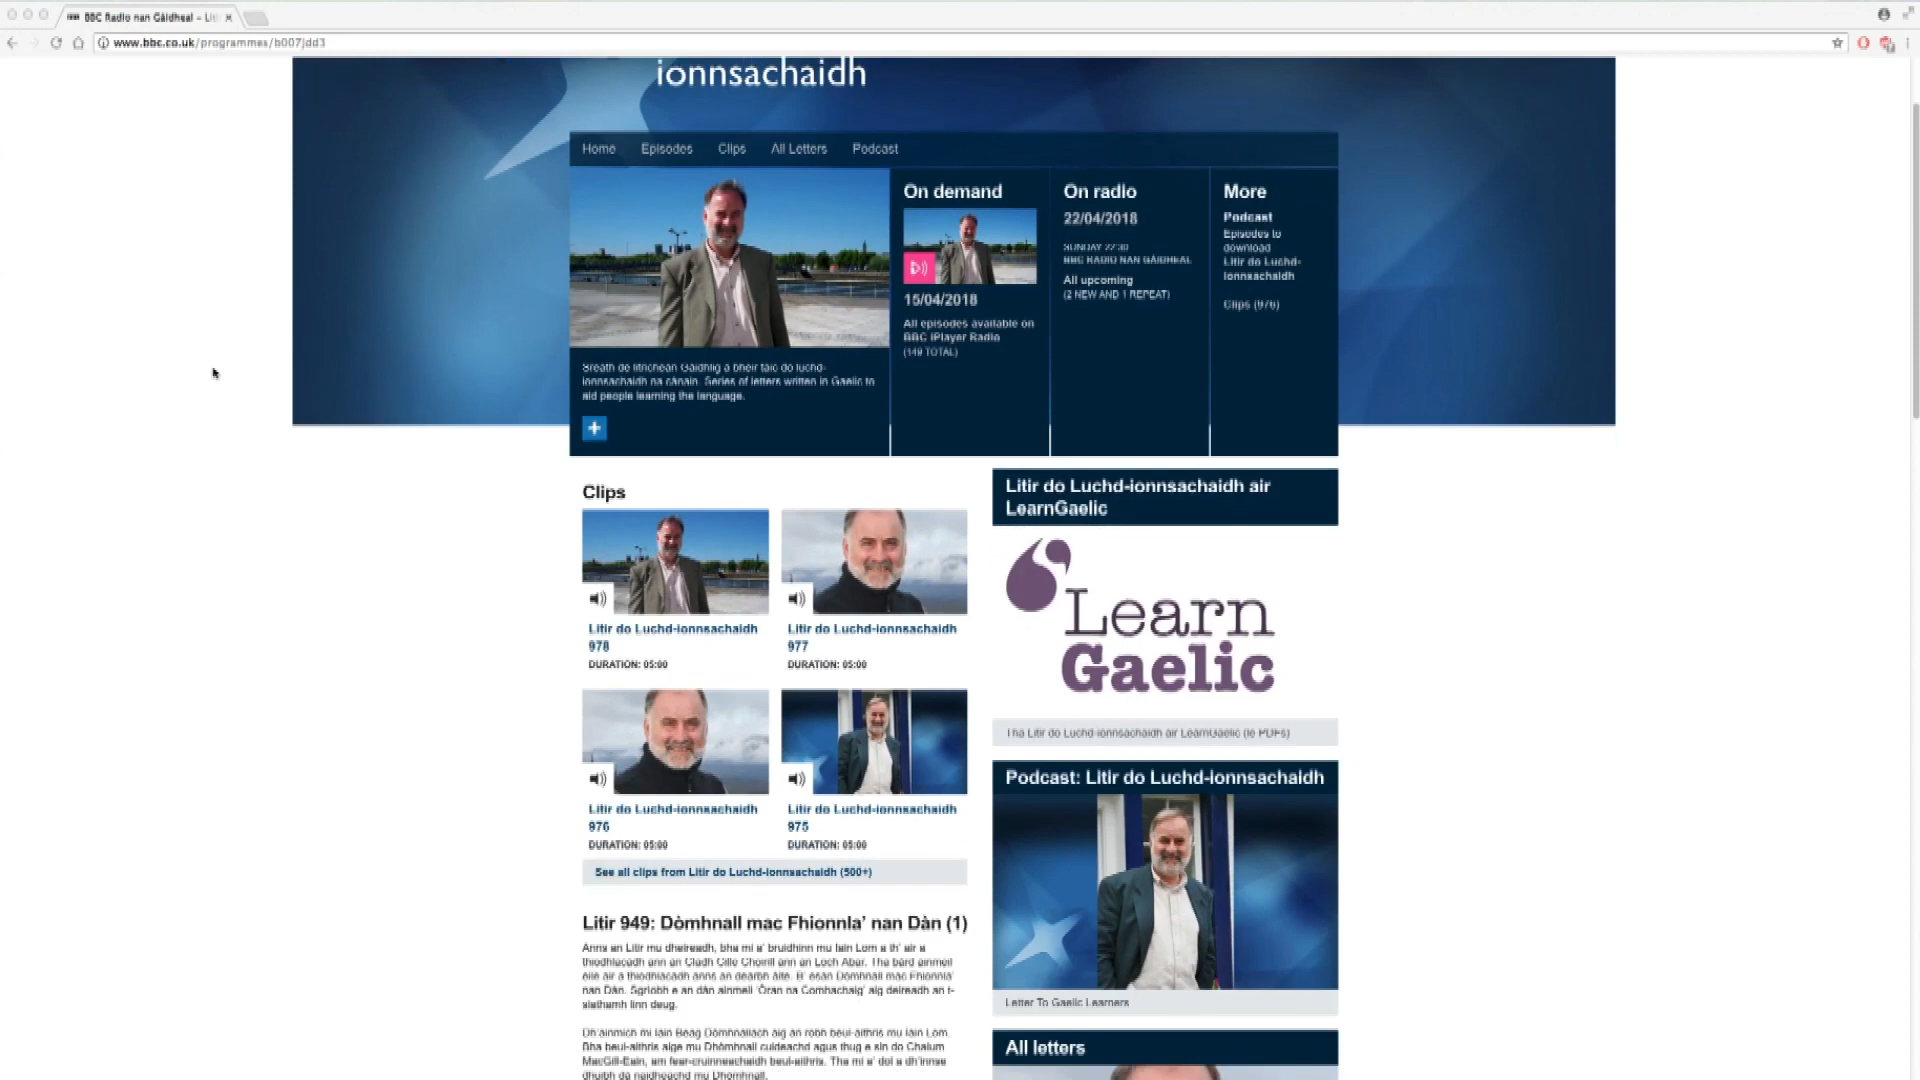 BBC Radio nan Gàidheal - Liti
www.bbc.co.uk/programmes/b007jdd3
ionnsachaidh
Home Episodes Clips All Letters Podcast
On demand
15/04/2018
All episodes available on
BBC iPlayer Radio
(149 TOTAL)
On radio
22/04/2018
SUNDAY 22:30
BBC RADIO NAN GÀIDHEAL
All upcoming
(2 NEW AND 1 REPEAT)
More
Podcast
Episodes to
download
Litir do Luchd-
ionnsachaidh
Clips (976)
Sreath de litrichean Gàidhlig a bheir taic do luchd-
ionnsachaidh na cànain. Series of letters written in Gaelic to
aid people learning the language.
Clips
Litir do Luchd-ionnsachaidh
978
DURATION: 05:00
Litir do Luchd-ionnsachaidh
977
DURATION: 05:00
Litir do Luchd-ionnsachaidh
976
DURATION: 05:00
Litir do Luchd-ionnsachaidh
975
DURATION: 05:00
See all clips from Litir do Luchd-ionnsachaidh (500+)
Litir 949: Dòmhnall mac Fhionnla’ nan Dàn (1)
Anns an Litir mu dheireadh, bha mi a’ bruidhinn mu Iain Lom a th’ air a
thiodhlacadh ann an Cladh Cille Choirill ann an Loch Abar. Tha bàrd ainmeil
eile air a thiodhlacadh anns an dearbh àite. B’ esan Dòmhnall mac Fhionnla’
nan Dàn. Sgrìobh e an dàn ainmeil ‘Òran na Comhachaig’ aig deireadh an t-
siathamh linn deug.
Dh’ainmich mi Iain Beag Dòmhnallach aig an robh beul-aithris mu Iain Lom.
Bha beul-aithris aige mu Dhòmhnall cuideachd agus thug e sin do Chalum
MacGill-Eain, am fear-cruinneachaidh beul-aithris. Tha mi a’ dol a dh’innse
dhuibh dà naidheachd mu Dhòmhnall.
Litir do Luchd-ionnsachaidh air
LearnGaelic
Learn
Gaelic
Tha Litir do Luchd-ionnsachaidh air LearnGaelic (le PDFs)
Podcast: Litir do Luchd-ionnsachaidh
Letter To Gaelic Learners
All letters